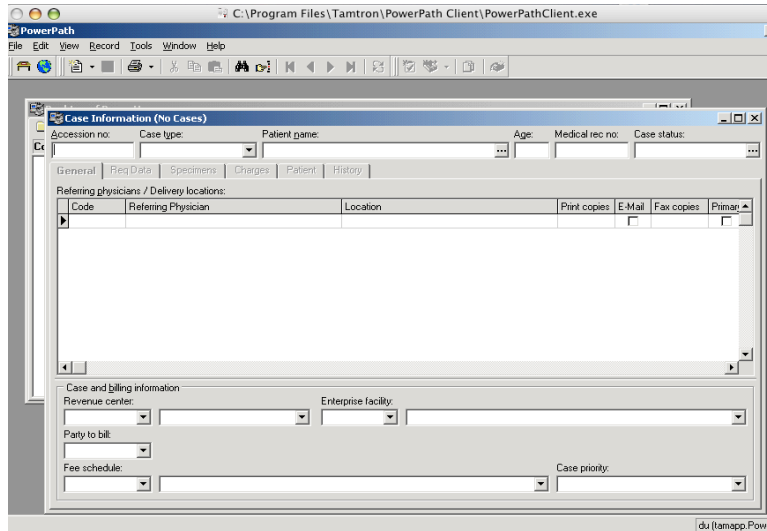 C:\Program Files\Tamtron\PowerPath Client\PowerPathClient.exe
PowerPath
File Edit View Record Tools Window Help
Case Information (No Cases)
Accession no: Case type: Patient name: Age: Medical rec no: Case status:
General Req Data Specimens Charges Patient History
Referring physicians / Delivery locations:
Code Referring Physician Location Print copies E-Mail Fax copies
Case and billing information
Revenue center: Enterprise facility:
Party to bill:
Fee schedule: Case priority:
du (tamapp.Pow